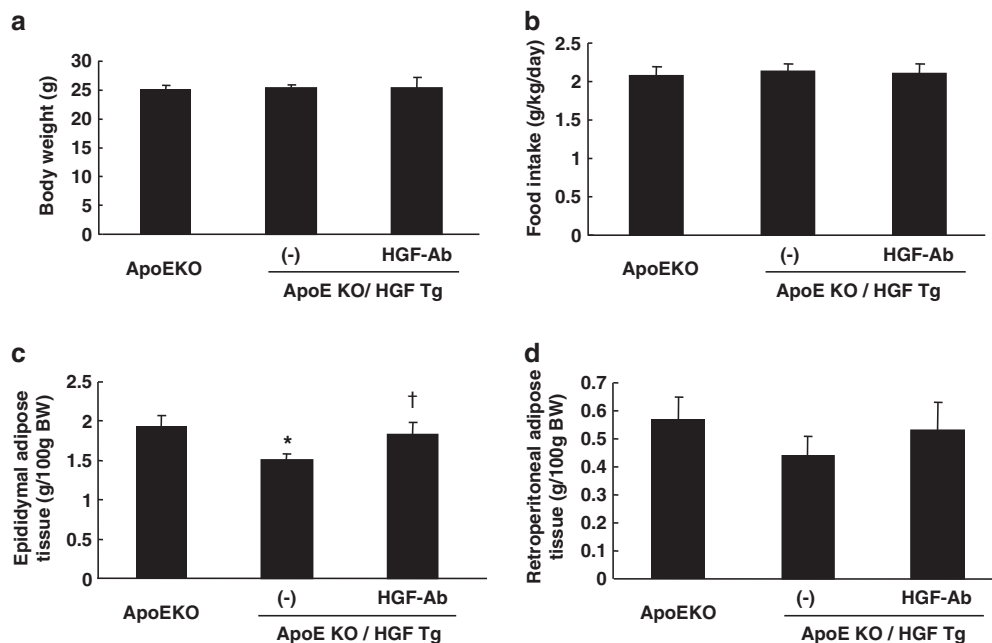 a
Body weight (g)
30
25
20
15
10
5
0
ApoEKO
(-)
HGF-Ab
ApoE KO/ HGF Tg
b
Food intake (g/kg/day)
2.5
2
1.5
1
0.5
0
ApoEKO
(-)
HGF-Ab
ApoE KO / HGF Tg
c
Epididymal adipose
tissue (g/100g BW)
2.5
2
1.5
1
0.5
0
*
†
ApoEKO
(-)
HGF-Ab
ApoE KO / HGF Tg
d
Retroperitoneal adipose
tissue (g/100g BW)
0.7
0.6
0.5
0.4
0.3
0.2
0.1
0
ApoEKO
(-)
HGF-Ab
ApoE KO / HGF Tg